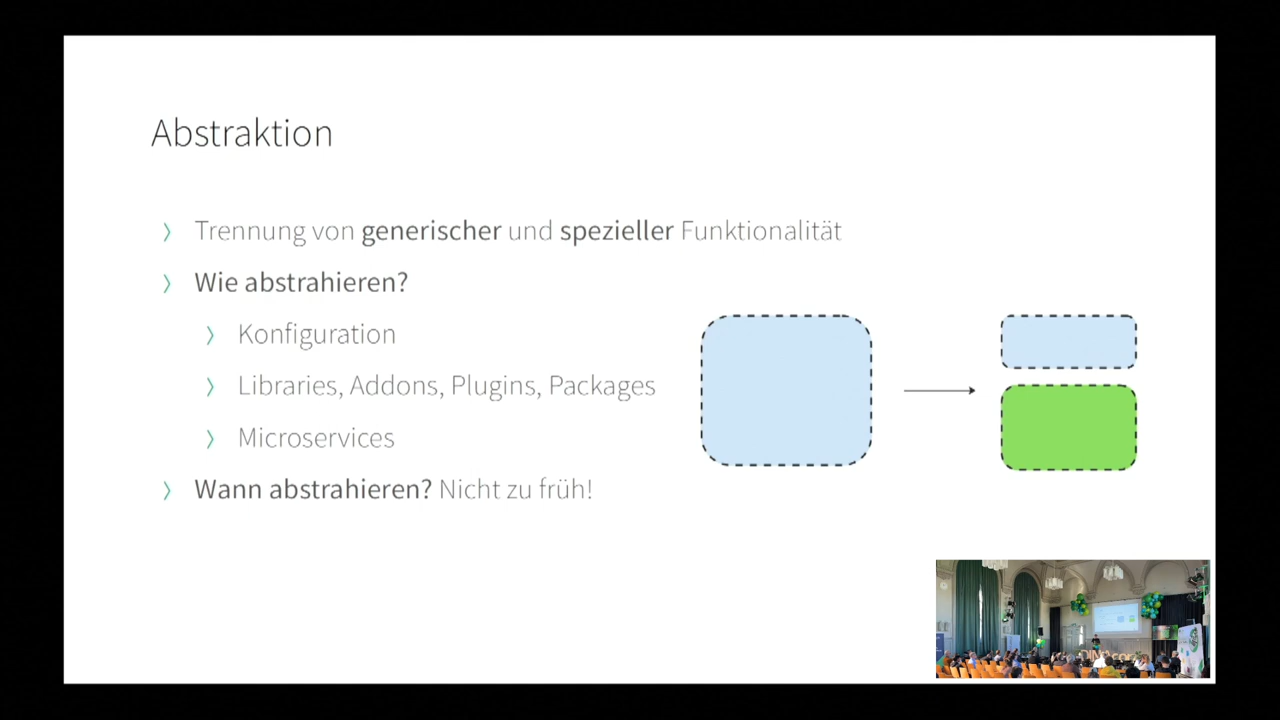 Abstraktion
Trennung von generischer und spezieller Funktionalität
Wie abstrahieren?
Konfiguration
Libraries, Addons, Plugins, Packages
Microservices
Wann abstrahieren? Nicht zu früh!